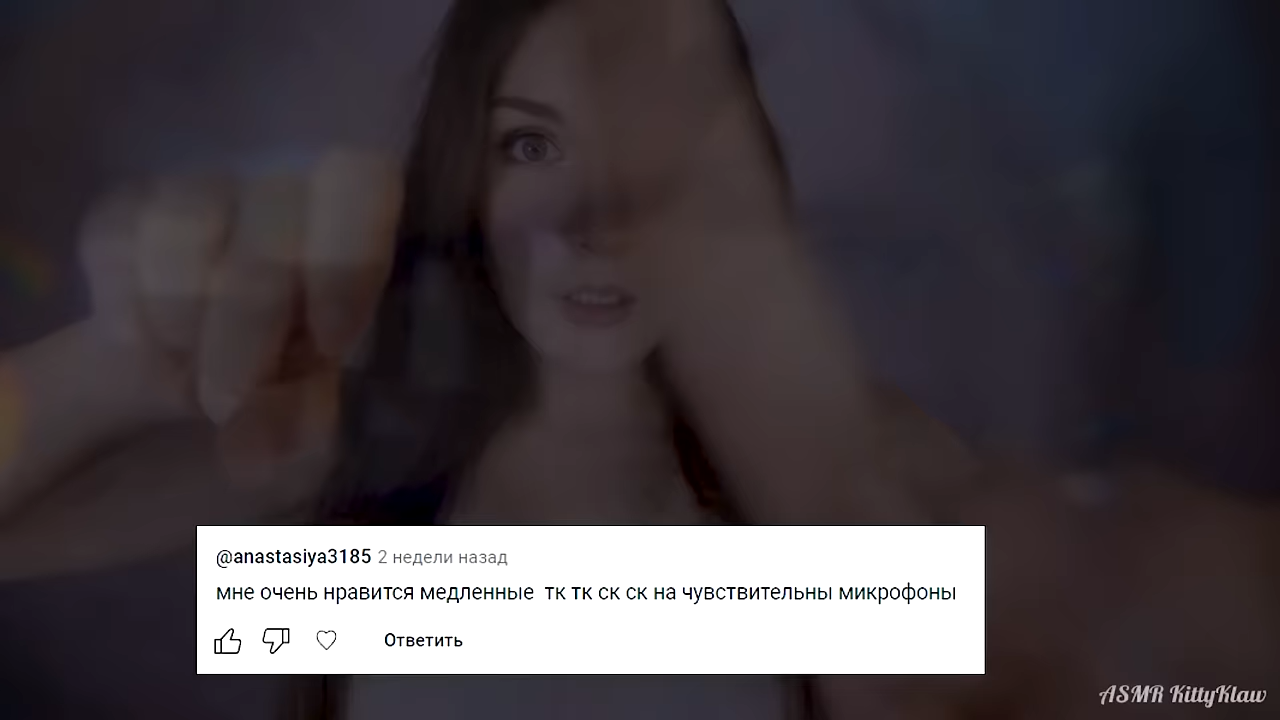 @anastasiya3185 2 недели назад
мне очень нравится медленные тк тк ск ск на чувствительны микрофоны
Ответить
ASMR KittyKlaw